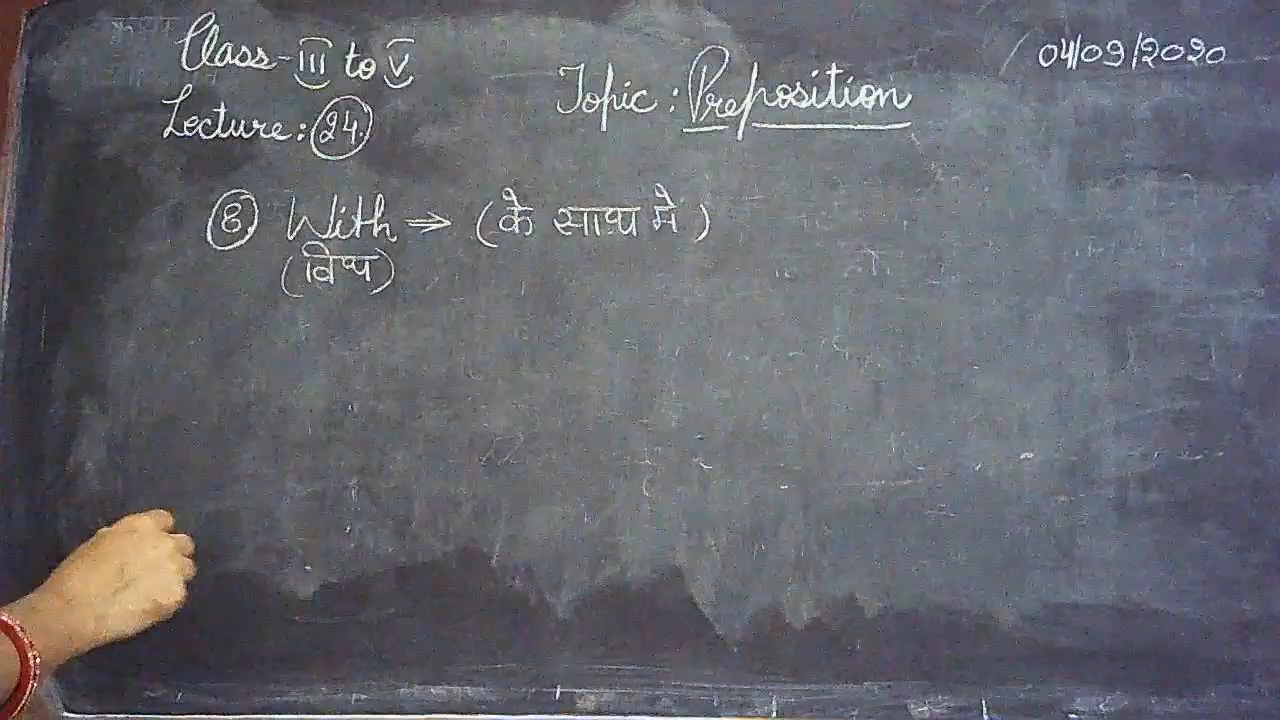 Class-III to V
Lecture: 24.
Topic: Preposition
04/09/2020
8. With → (के साथ मे)
(विथ)